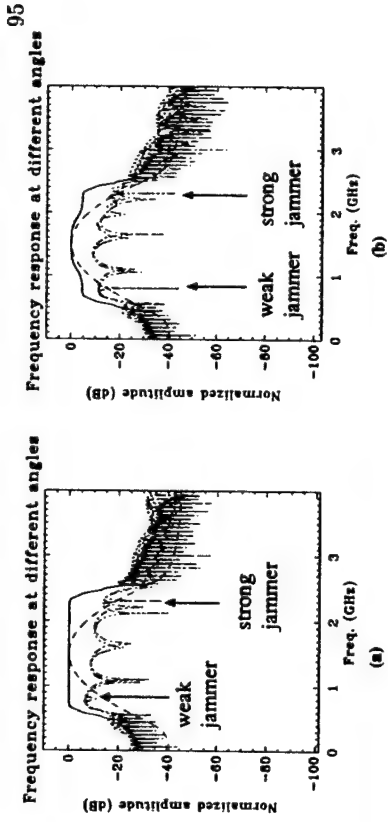 95
Frequency response at different angles
Normalized amplitude (dB)
0
-20
-40
-60
-80
-100
weak
jammer
strong
jammer
0 1 2 3
Freq. (GHz)
(a)
Frequency response at different angles
Normalized amplitude (dB)
0
-20
-40
-60
-80
-100
weak
jammer
strong
jammer
0 1 2 3
Freq. (GHz)
(b)